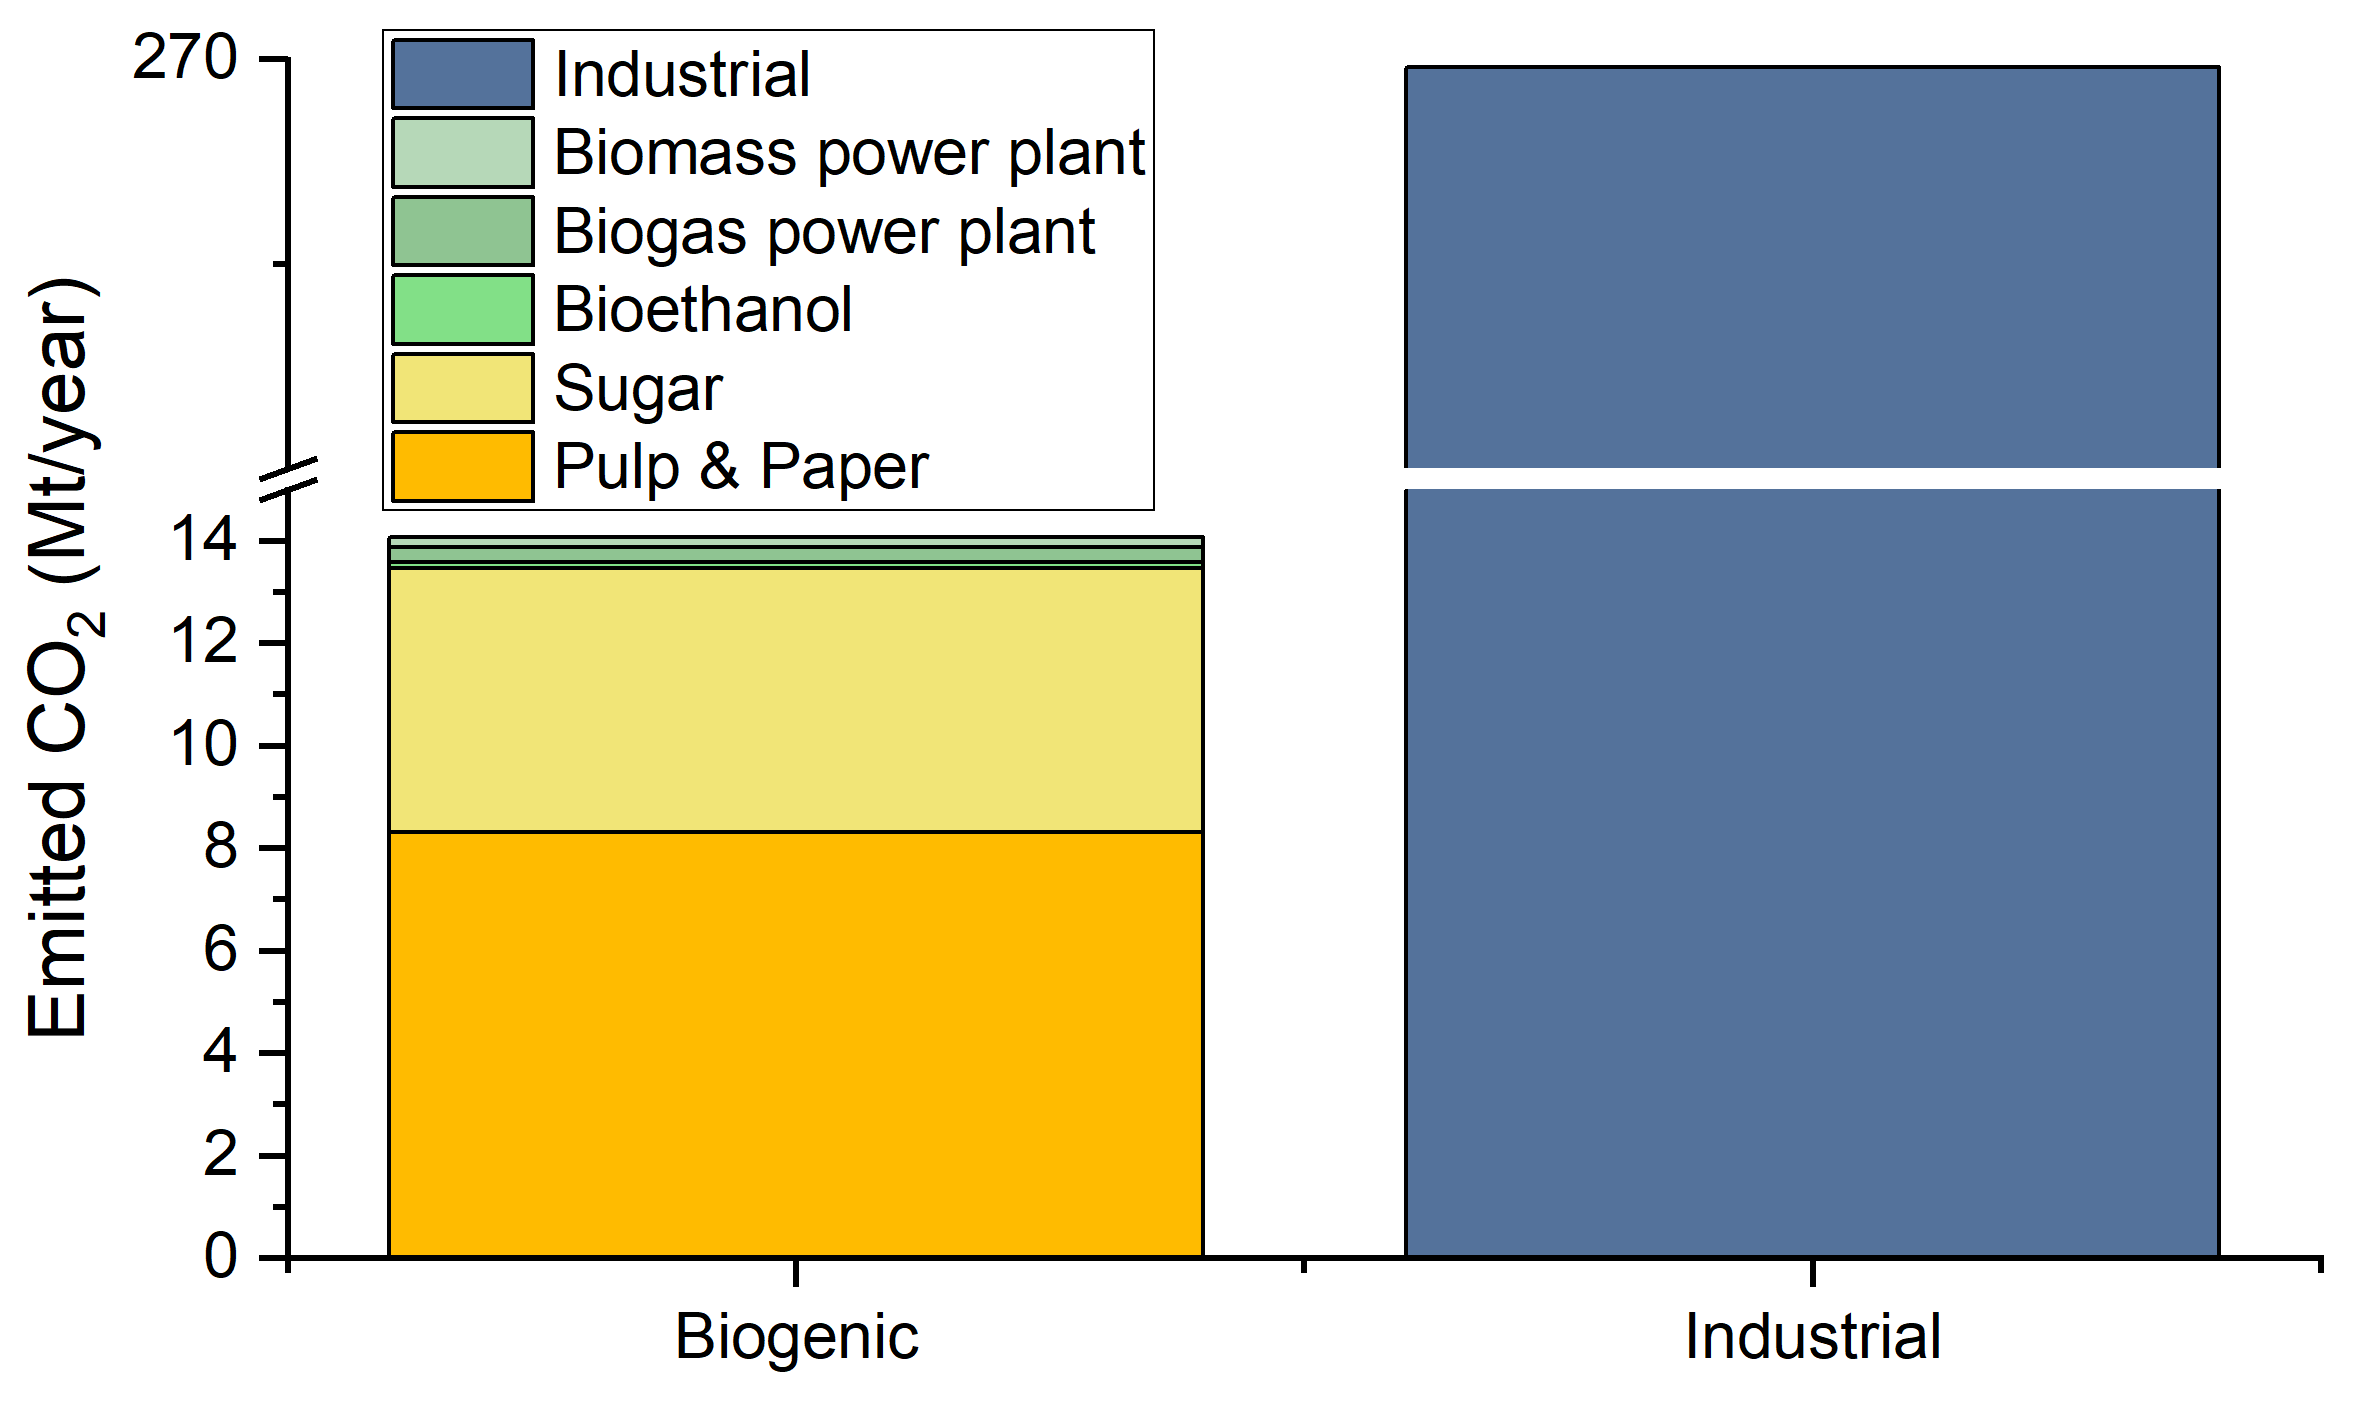 270
14
12
10
8
6
4
2
0
Emitted CO₂ (Mt/year)
Industrial
Biomass power plant
Biogas power plant
Bioethanol
Sugar
Pulp & Paper
Biogenic
Industrial